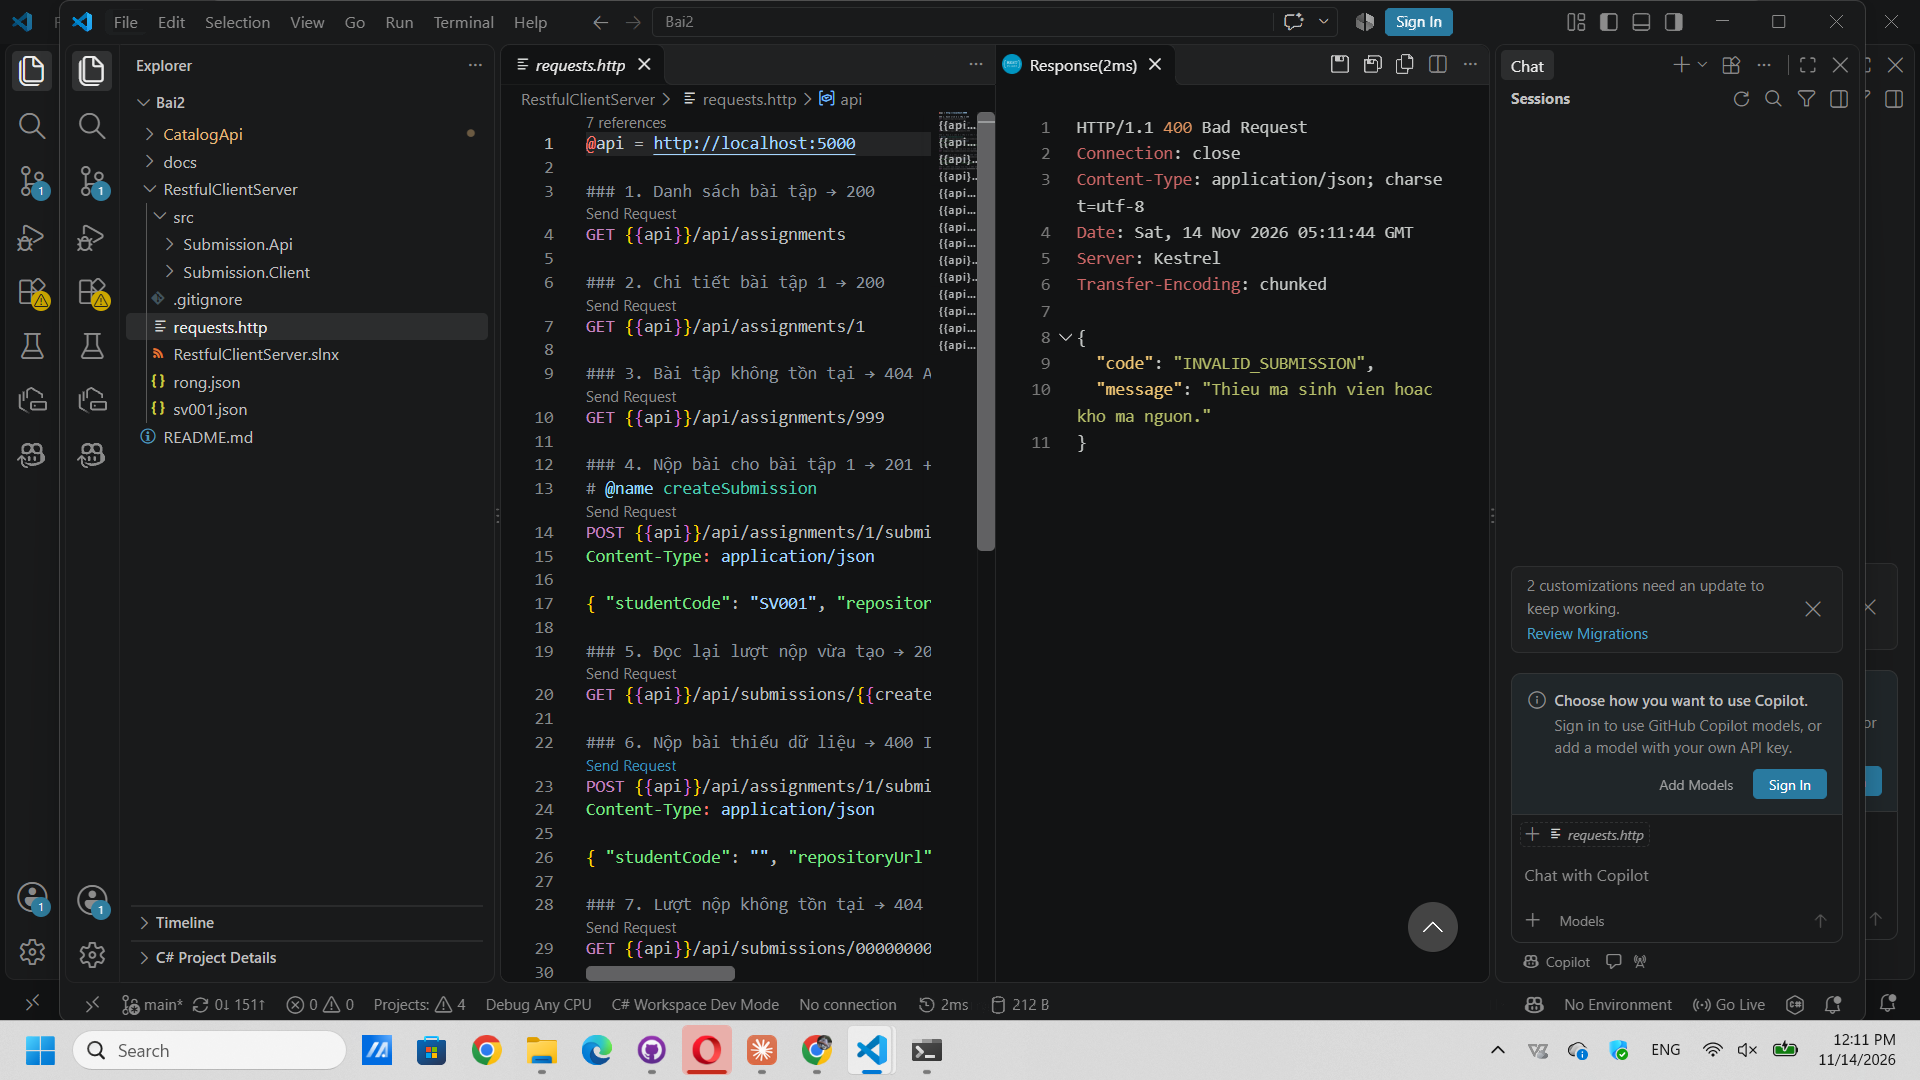 File Edit Selection View Go Run Terminal Help
Bai2
Sign In
Explorer
Bai2
CatalogApi
docs
RestfulClientServer
src
Submission.Api
Submission.Client
.gitignore
requests.http
RestfulClientServer.slnx
rong.json
sv001.json
README.md
Timeline
C# Project Details
requests.http
RestfulClientServer > requests.http > api
7 references
1 @api = http://localhost:5000
2
3 ### 1. Danh sách bài tập → 200
Send Request
4 GET {{api}}/api/assignments
5
6 ### 2. Chi tiết bài tập 1 → 200
Send Request
7 GET {{api}}/api/assignments/1
8
9 ### 3. Bài tập không tồn tại → 404 A
Send Request
10 GET {{api}}/api/assignments/999
11
12 ### 4. Nộp bài cho bài tập 1 → 201 +
13 # @name createSubmission
Send Request
14 POST {{api}}/api/assignments/1/submi
15 Content-Type: application/json
16
17 { "studentCode": "SV001", "repositor
18
19 ### 5. Đọc lại lượt nộp vừa tạo → 20
Send Request
20 GET {{api}}/api/submissions/{{create
21
22 ### 6. Nộp bài thiếu dữ liệu → 400 I
Send Request
23 POST {{api}}/api/assignments/1/submi
24 Content-Type: application/json
25
26 { "studentCode": "", "repositoryUrl"
27
28 ### 7. Lượt nộp không tồn tại → 404
Send Request
29 GET {{api}}/api/submissions/00000000
30
Response(2ms)
1 HTTP/1.1 400 Bad Request
2 Connection: close
3 Content-Type: application/json; charse
t=utf-8
4 Date: Sat, 14 Nov 2026 05:11:44 GMT
5 Server: Kestrel
6 Transfer-Encoding: chunked
7
8 {
9 "code": "INVALID_SUBMISSION",
10 "message": "Thieu ma sinh vien hoac
kho ma nguon."
11 }
Chat
Sessions
2 customizations need an update to
keep working.
Review Migrations
Choose how you want to use Copilot.
Sign in to use GitHub Copilot models, or
add a model with your own API key.
Add Models
Sign In
requests.http
Chat with Copilot
Models
Copilot
main* 0↓ 151↑ 0 0 Projects: 4 Debug Any CPU C# Workspace Dev Mode No connection 2ms 212 B
No Environment Go Live
Search
ENG
12:11 PM
11/14/2026